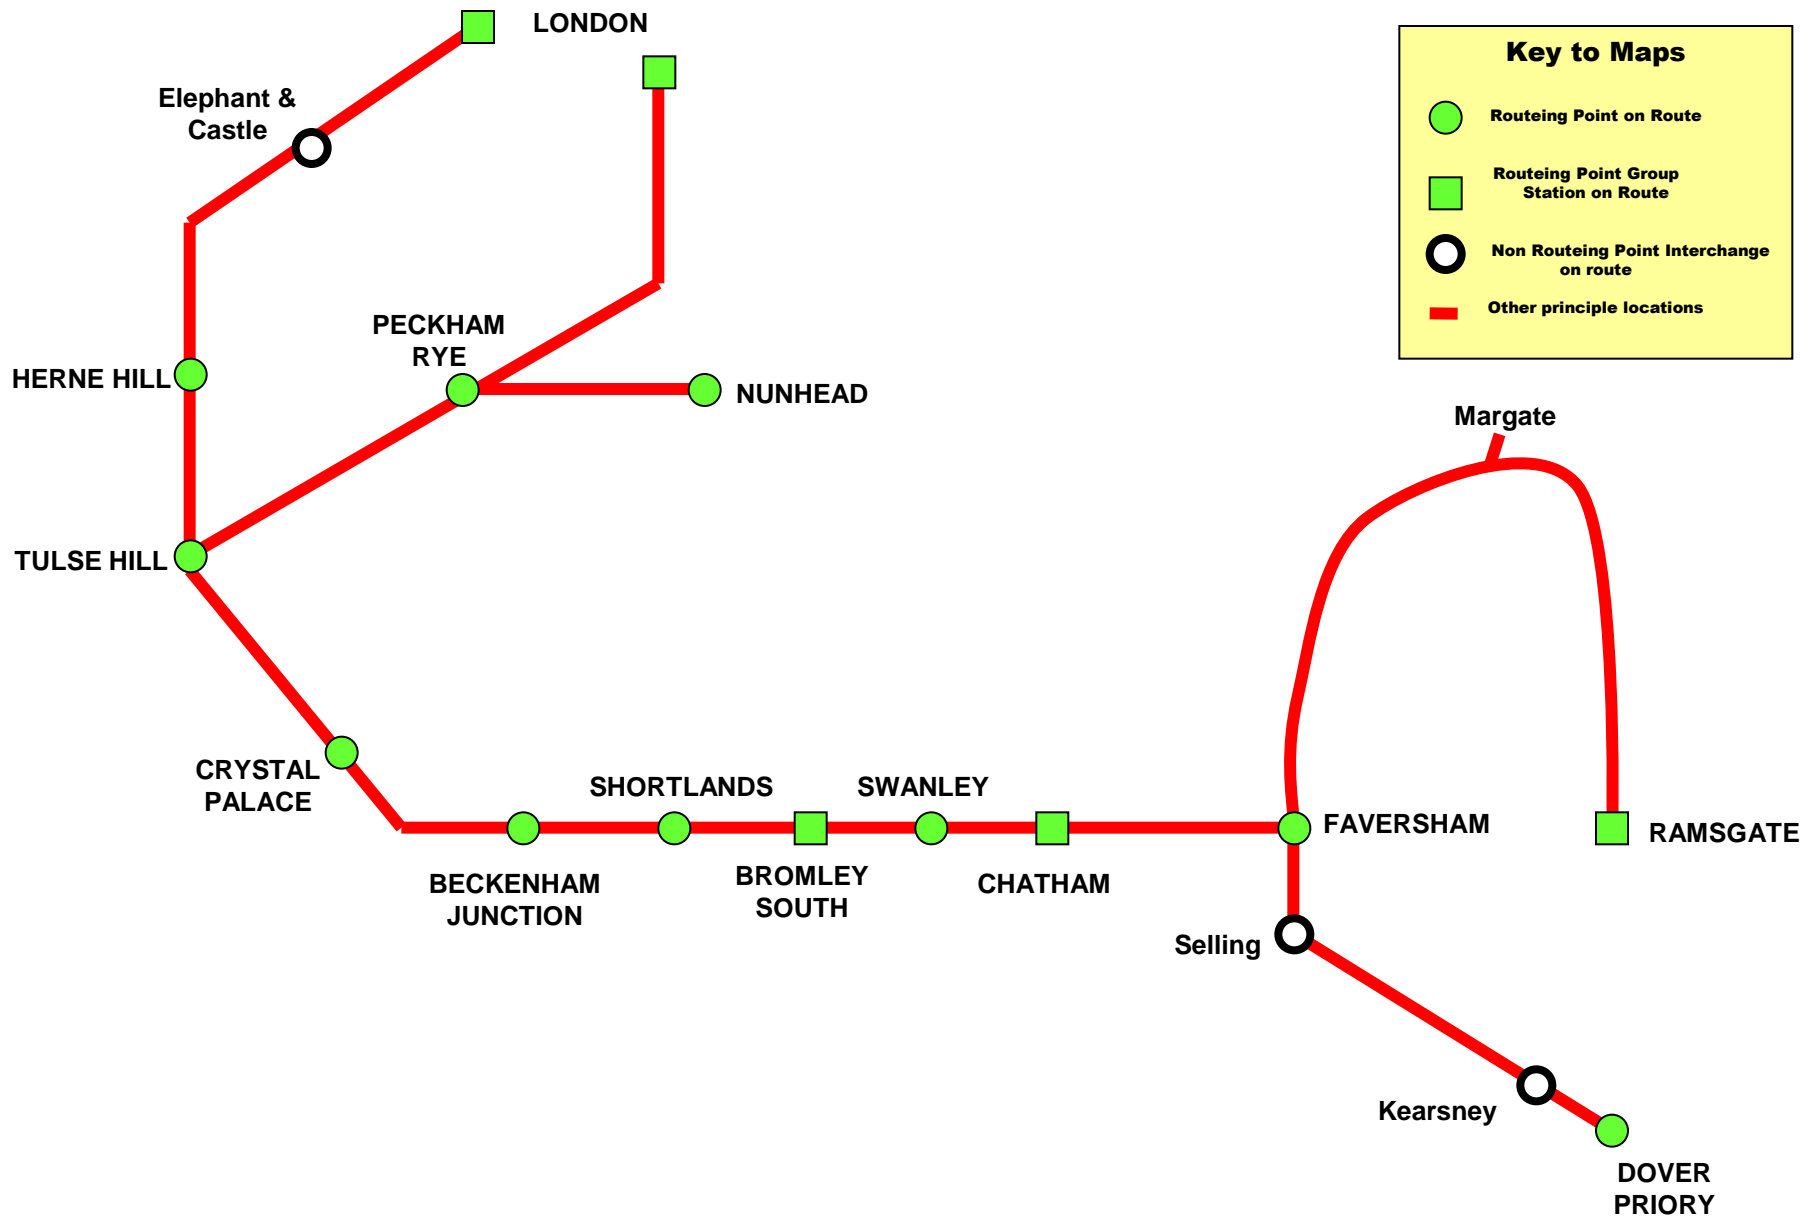 LONDON
Elephant &
Castle
Key to Maps
Routeing Point on Route
Routeing Point Group
Station on Route
Non Routeing Point Interchange
on route
Other principle locations
PECKHAM
RYE
HERNE HILL
NUNHEAD
Margate
TULSE HILL
CRYSTAL
PALACE
SHORTLANDS
SWANLEY
FAVERSHAM
RAMSGATE
BECKENHAM
JUNCTION
BROMLEY
SOUTH
CHATHAM
Selling
Kearsney
DOVER
PRIORY